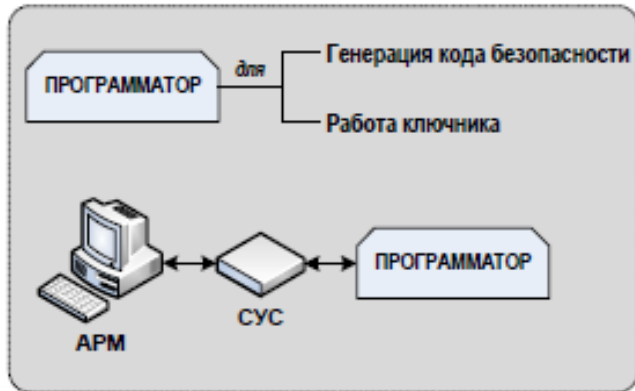 ПРОГРАММАТОР
для
Генерация кода безопасности
Работа ключника
АРМ
СУС
ПРОГРАММАТОР